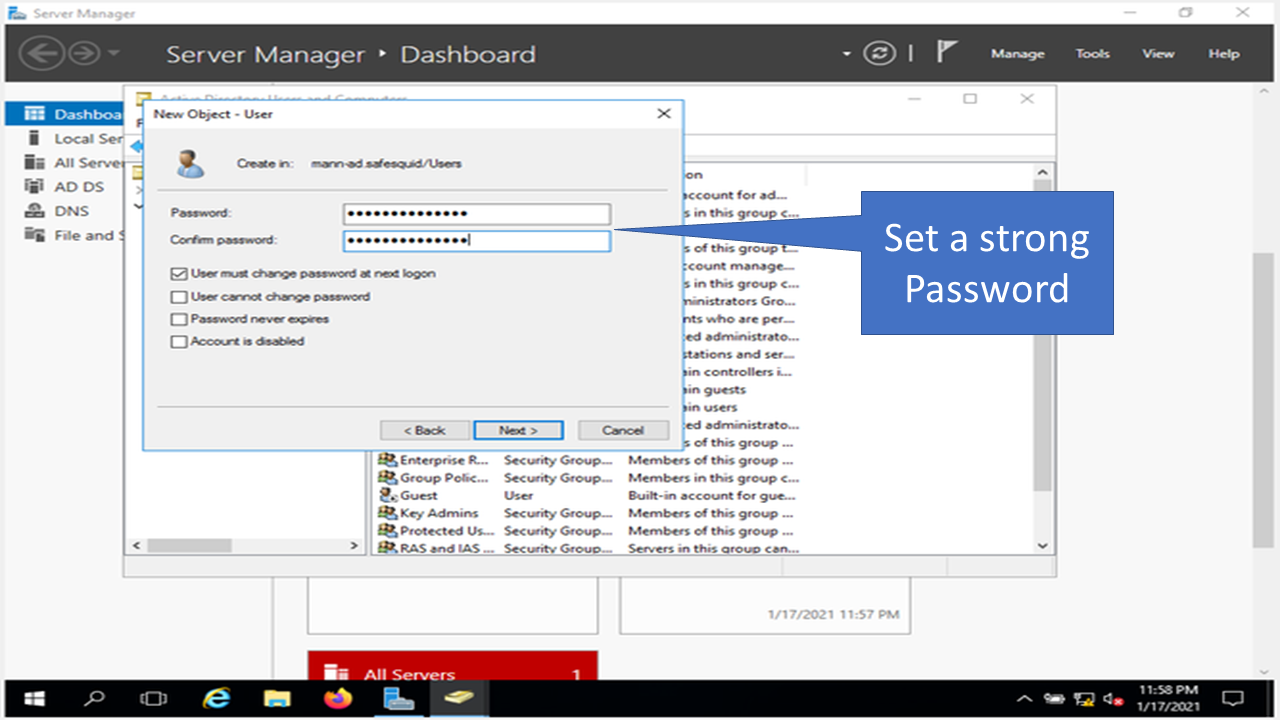 Server Manager
Server Manager ‣ Dashboard
Manage Tools View Help
Dashboa
Local Ser
All Server
AD DS
DNS
File and S
Active Directory Users and Computers
New Object - User
Create in: mann-ad.safesquid/Users
Password: ••••••••••••••
Confirm password: ••••••••••••••
User must change password at next logon
User cannot change password
Password never expires
Account is disabled
< Back Next > Cancel
Set a strong
Password
on
account for ad...
s in this group c...
s of this group t...
ccount manage...
s in this group c...
ministrators Gro...
nts who are per...
ed administrato...
stations and ser...
ain controllers i...
ain guests
ain users
ed administrato...
s of this group ...
Enterprise R... Security Group... Members of this group ...
Group Polic... Security Group... Members in this group c...
Guest User Built-in account for gue...
Key Admins Security Group... Members of this group ...
Protected Us... Security Group... Members of this group ...
RAS and IAS ... Security Group... Servers in this group can...
1/17/2021 11:57 PM
All Servers 1
11:58 PM
1/17/2021